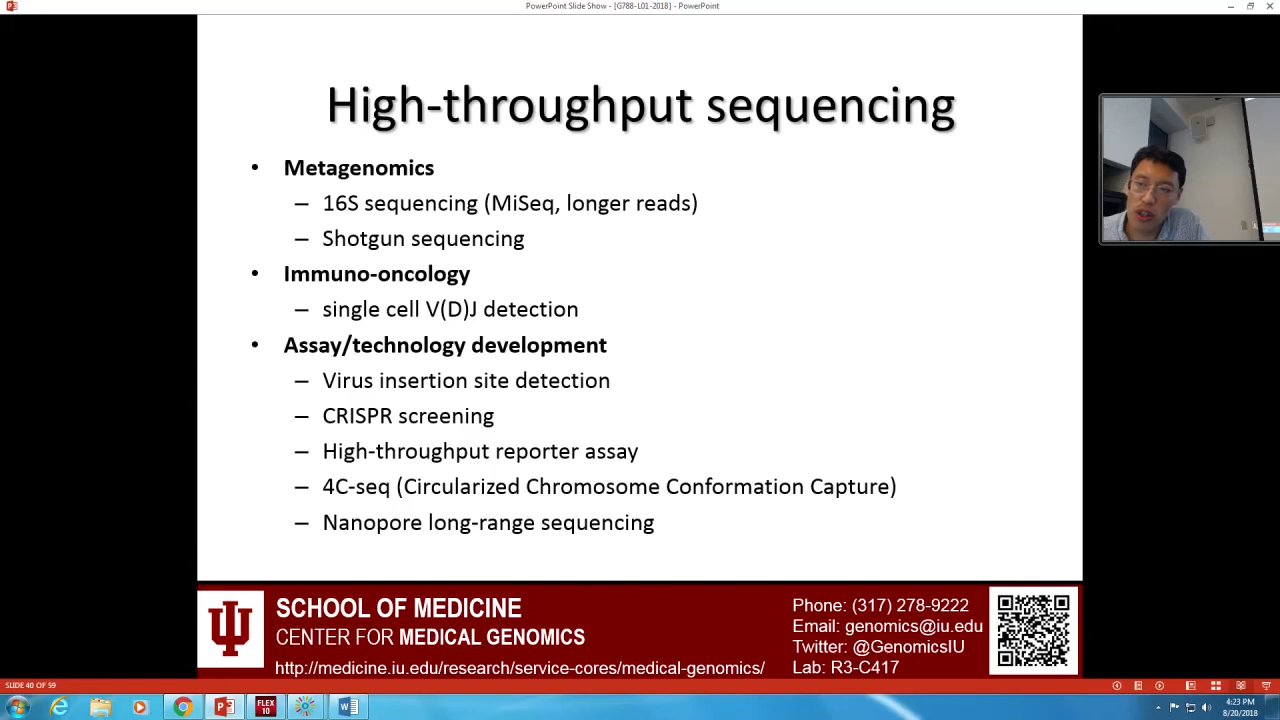 PowerPoint Slide Show - [G788-L01-2018] - PowerPoint
High-throughput sequencing
• Metagenomics
– 16S sequencing (MiSeq, longer reads)
– Shotgun sequencing
• Immuno-oncology
– single cell V(D)J detection
• Assay/technology development
– Virus insertion site detection
– CRISPR screening
– High-throughput reporter assay
– 4C-seq (Circularized Chromosome Conformation Capture)
– Nanopore long-range sequencing
SCHOOL OF MEDICINE
CENTER FOR MEDICAL GENOMICS
http://medicine.iu.edu/research/service-cores/medical-genomics/
Phone: (317) 278-9222
Email: genomics@iu.edu
Twitter: @GenomicsIU
Lab: R3-C417
SLIDE 40 OF 59
FLEX
10
4:23 PM
8/20/2018